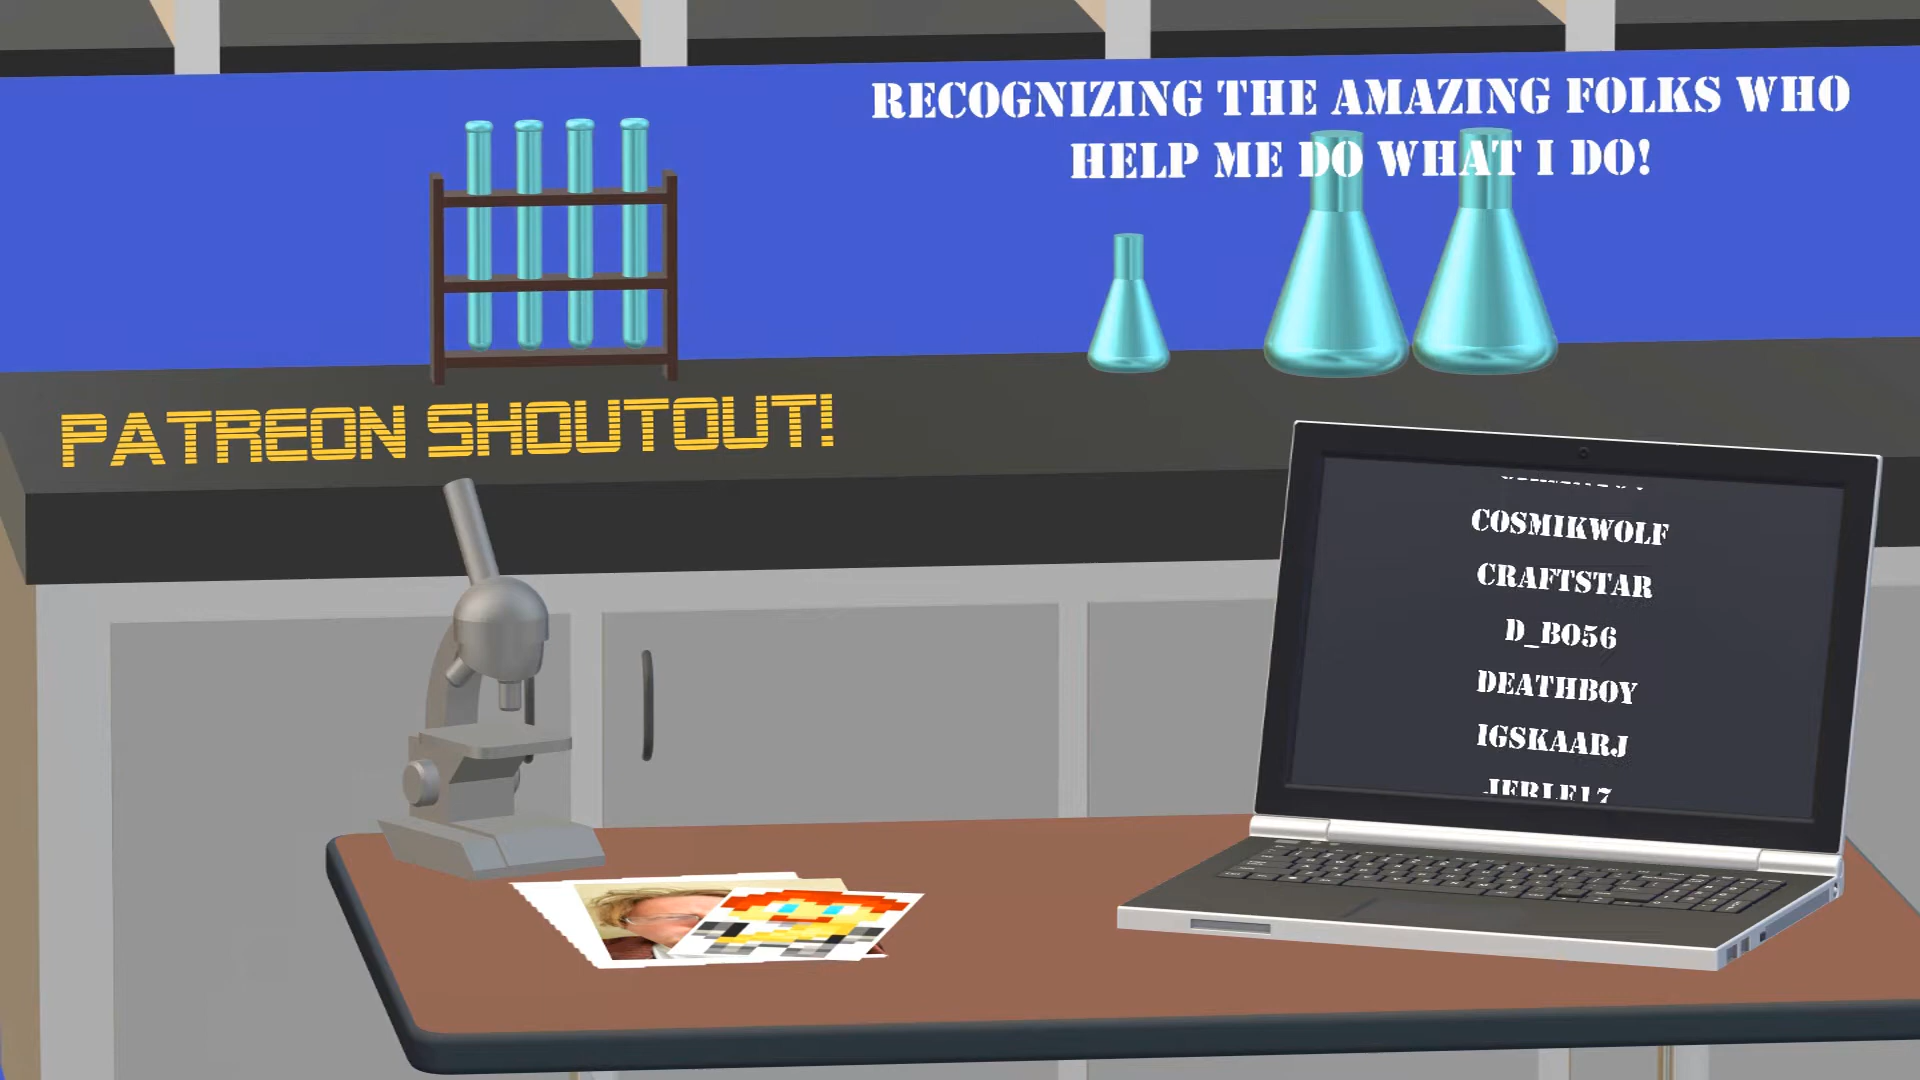 RECOGNIZING THE AMAZING FOLKS WHO
HELP ME DO WHAT I DO!
PATREON SHOUTOUT!
COSMIKWOLF
CRAFTSTAR
D_BO56
DEATHBOY
IGSKAARJ